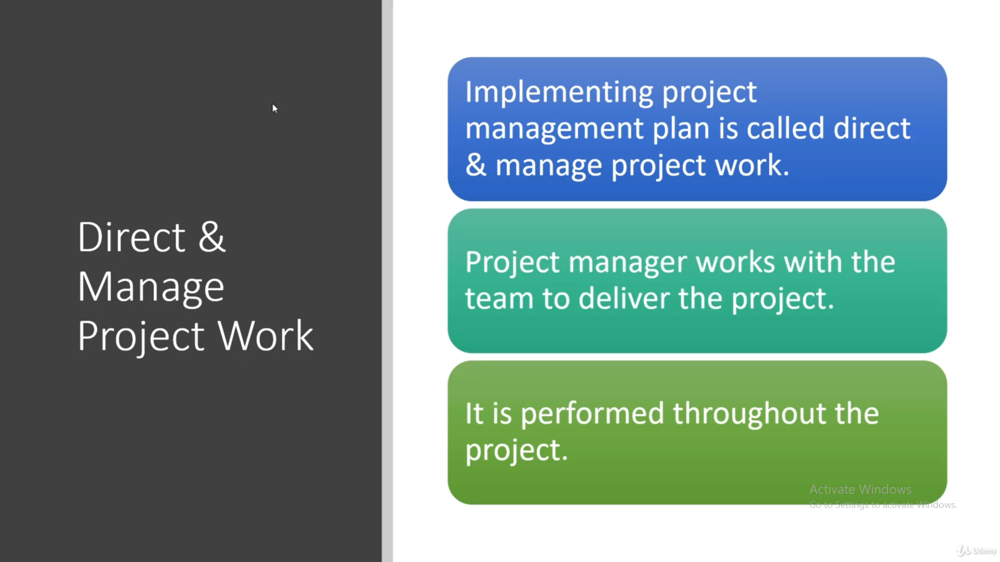 Direct &
Manage
Project Work
Implementing project
management plan is called direct
& manage project work.
Project manager works with the
team to deliver the project.
It is performed throughout the
project.
Activate Windows
Go to Settings to activate Windows.
Udemy